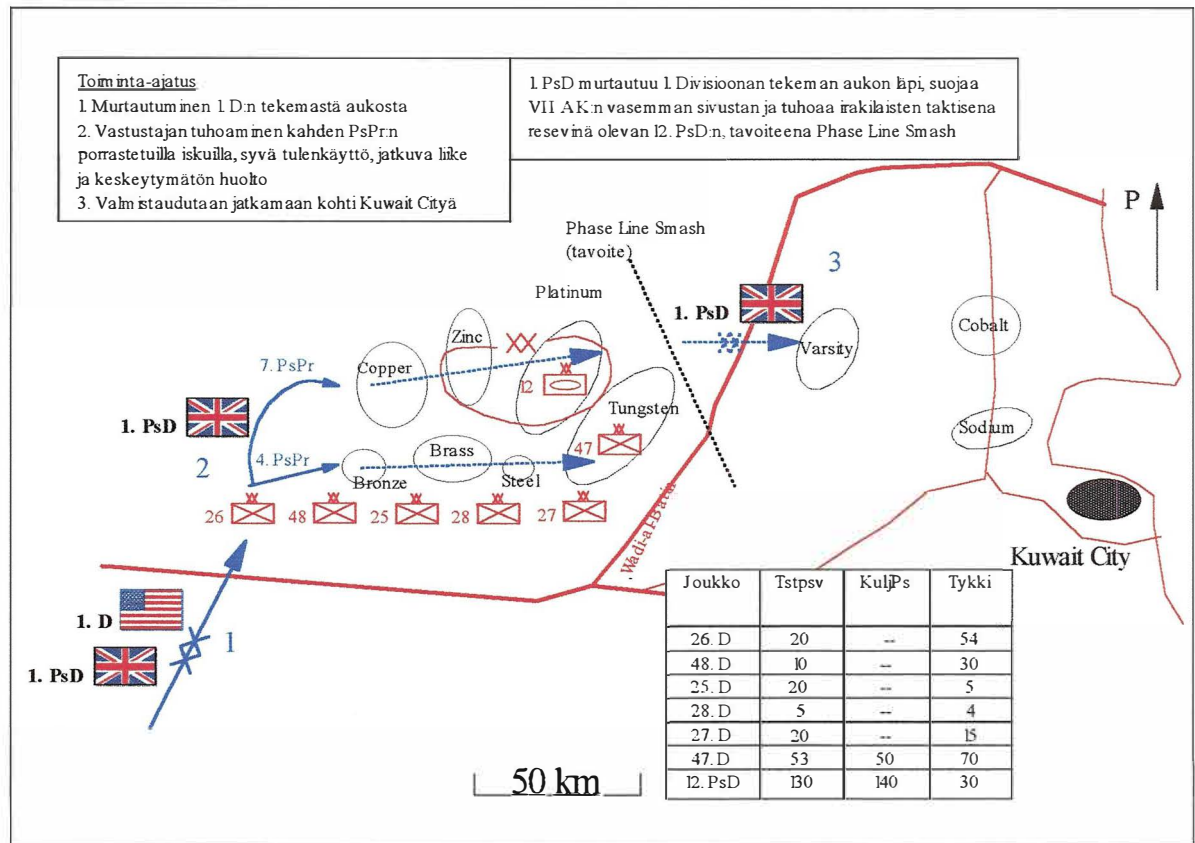 Toiminta-ajatus
1. Murtautuminen 1. D:n tekemastä aukosta
2. Vastustajan tuhoaminen kahden PsPr:n
porrastetuilla iskuilla, syvä tulenkäyttö, jatkuva liike
ja keskeytymätön huolto
3. Valmistaudutaan jatkamaan kohti Kuwait Cityä
1. PsD murtautuu 1. Divisioonan tekeman aukon läpi, suojaa
VII AK:n vasemman sivustan ja tuhoaa irakilaisten taktisena
resevinä olevan 12. PsD:n, tavoiteena Phase Line Smash
P
Phase Line Smash
(tavoite)
3
Platinum
1. PsD
Zinc
Cobalt
Varsity
7. PsPr
Copper
12
Tungsten
1. PsD
Sodium
47
Brass
4. PsPr
2
Bronze
Steel
26
48
25
28
27
Wadi-al-Batin
Kuwait City
1. D
1
1. PsD
50 km
Joukko Tstpsv KuljPs Tykki
26. D 20 -- 54
48. D 10 -- 30
25. D 20 -- 5
28. D 5 -- 4
27. D 20 -- 15
47. D 53 50 70
12. PsD 130 140 30